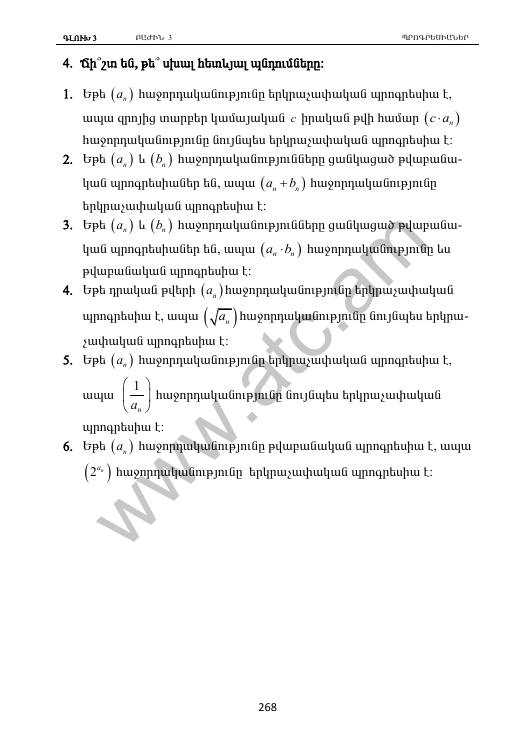 ԳԼՈՒԽ 3 ԲԱԺԻՆ 3 ՊՐՈԳՐԵՍԻԱՆԵՐ
4. Ճի՞շտ են, թե՞ սխալ հետևյալ պնդումները:
1. Եթե (aₙ) հաջորդականությունը երկրաչափական պրոգրեսիա է,
ապա զրոյից տարբեր կամայական c իրական թվի համար (c·aₙ)
հաջորդականությունը նույնպես երկրաչափական պրոգրեսիա է:
2. Եթե (aₙ) և (bₙ) հաջորդականությունները ցանկացած թվաբանա-
կան պրոգրեսիաներ են, ապա (aₙ + bₙ) հաջորդականությունը
երկրաչափական պրոգրեսիա է:
3. Եթե (aₙ) և (bₙ) հաջորդականությունները ցանկացած թվաբանա-
կան պրոգրեսիաներ են, ապա (aₙ · bₙ) հաջորդականությունը ևս
թվաբանական պրոգրեսիա է:
4. Եթե դրական թվերի (aₙ) հաջորդականությունը երկրաչափական
պրոգրեսիա է, ապա (√aₙ) հաջորդականությունը նույնպես երկրա-
չափական պրոգրեսիա է:
5. Եթե (aₙ) հաջորդականությունը երկրաչափական պրոգրեսիա է,
ապա (1/aₙ) հաջորդականությունը նույնպես երկրաչափական
պրոգրեսիա է:
6. Եթե (aₙ) հաջորդականությունը թվաբանական պրոգրեսիա է, ապա
(2^aₙ) հաջորդականությունը երկրաչափական պրոգրեսիա է:
www.atc.am
268